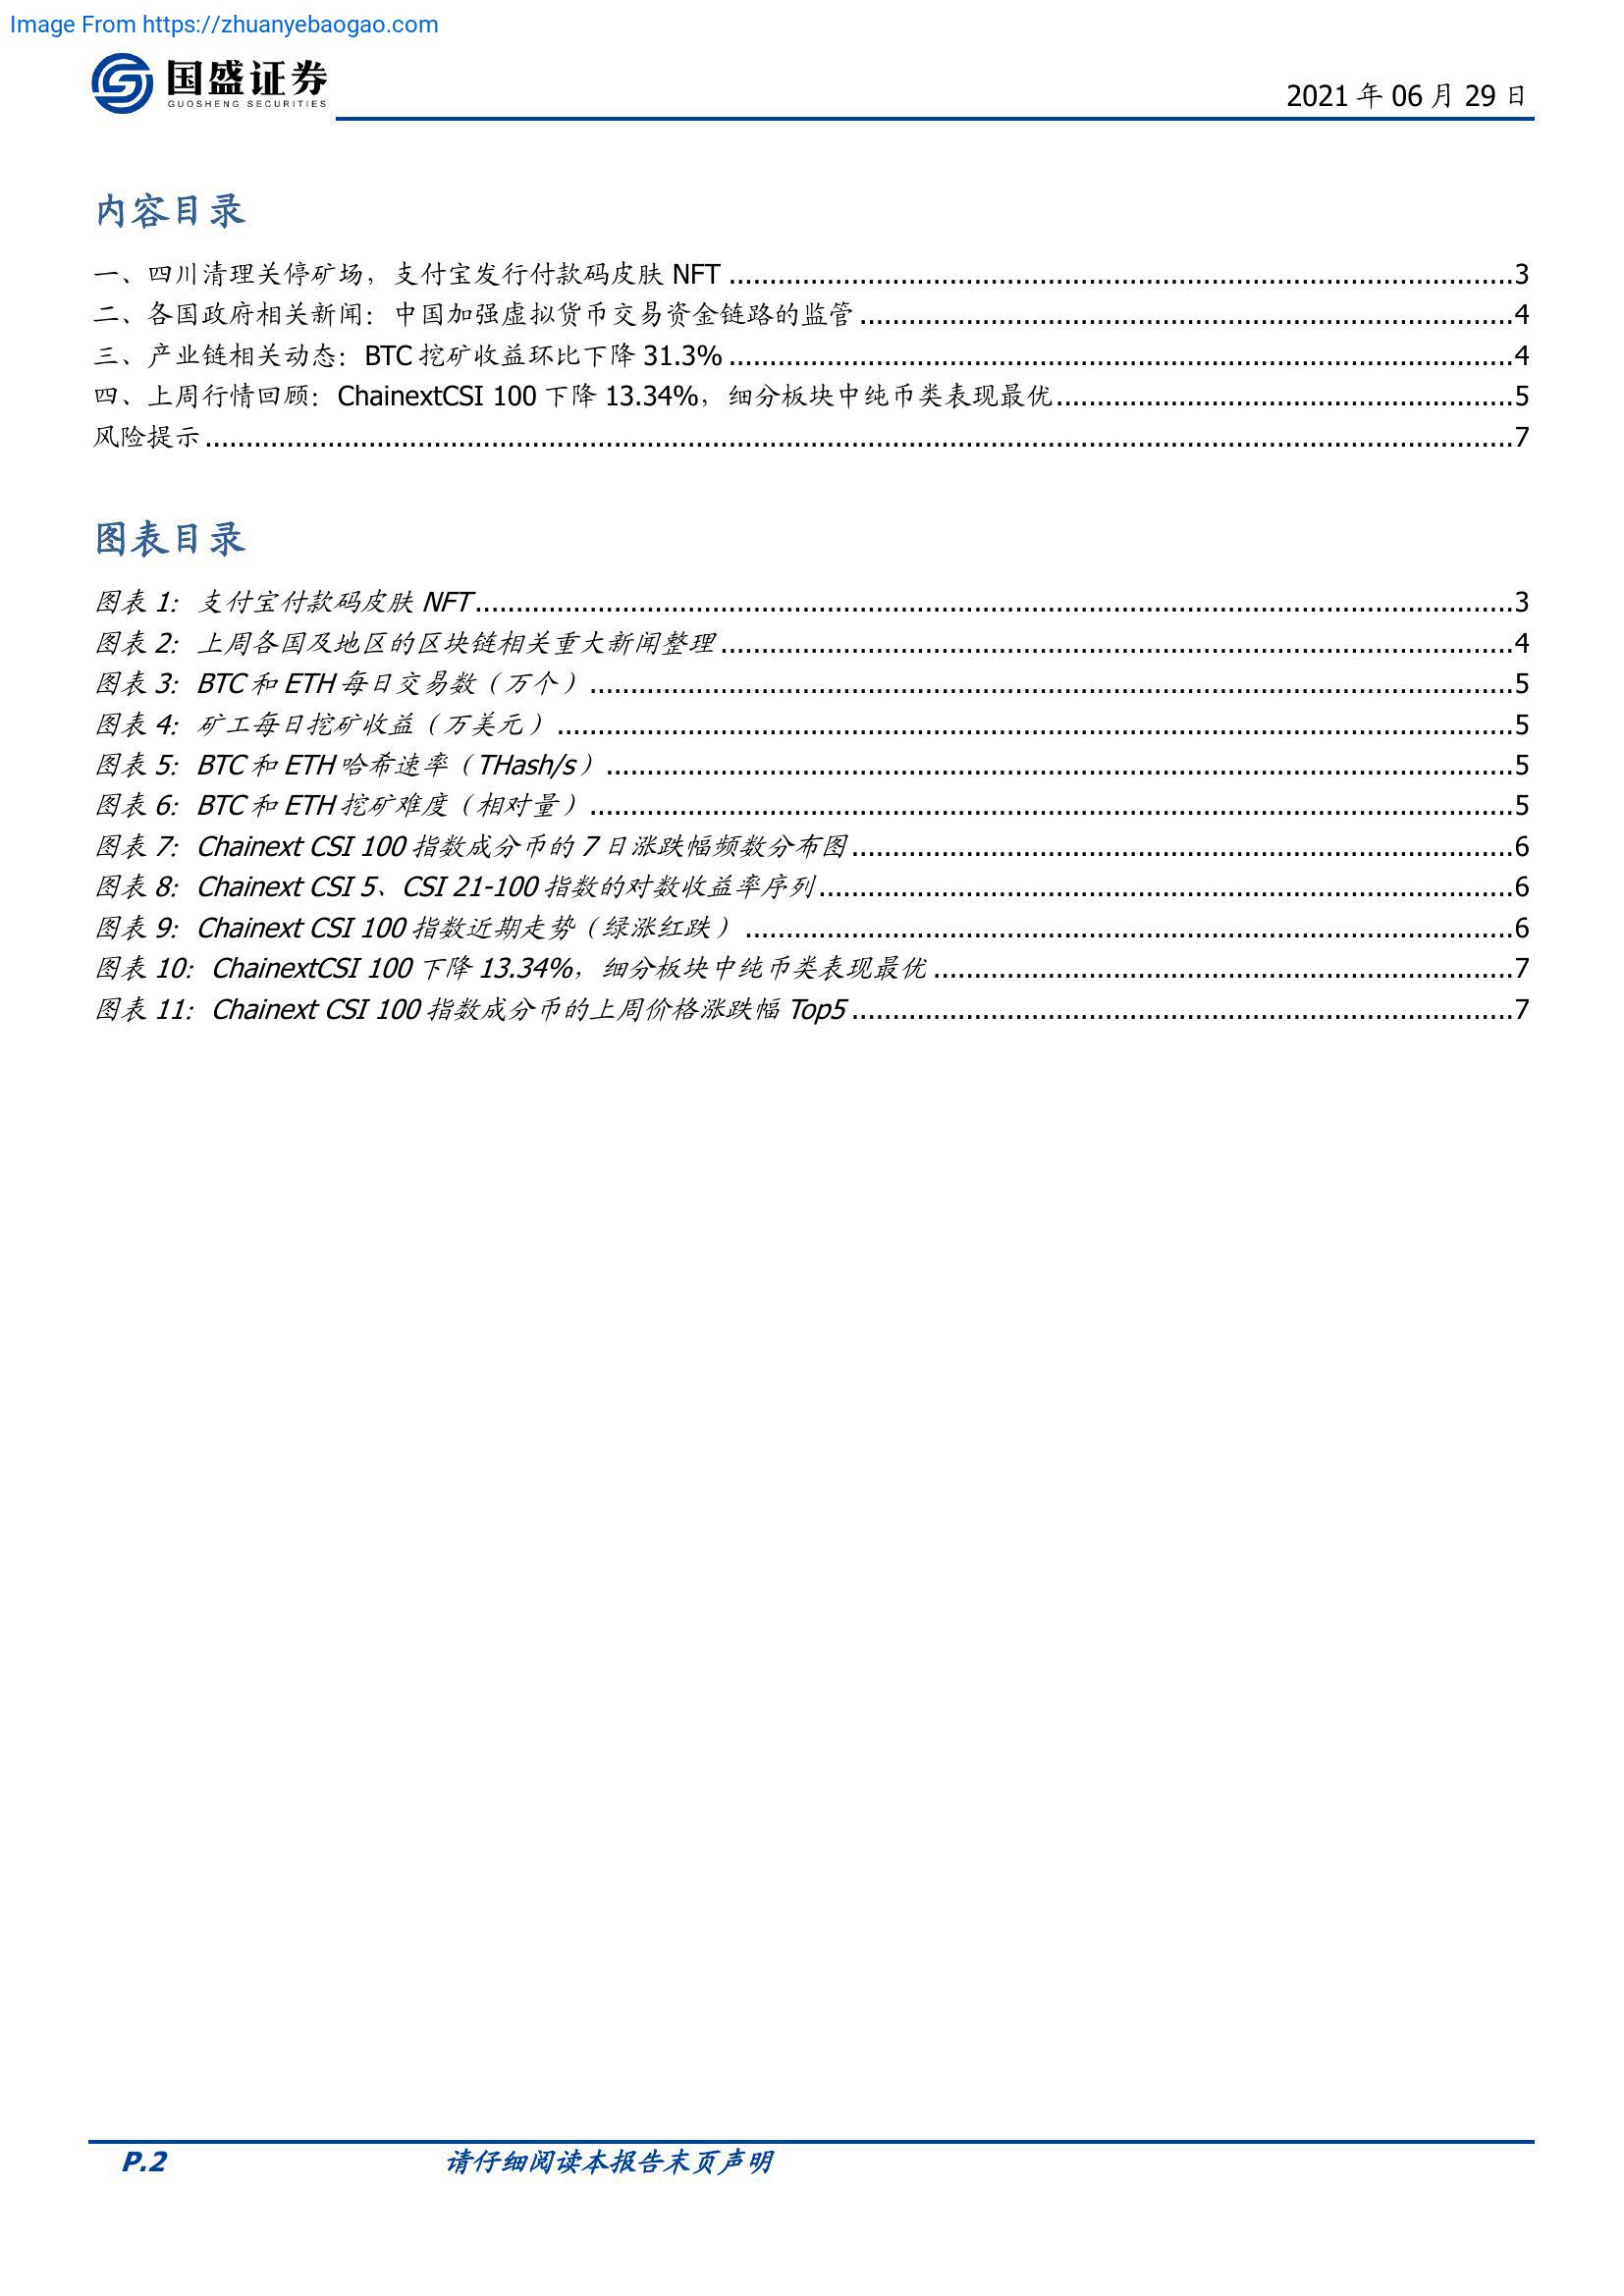 Image From https://zhuanyebaogao.com
国盛证券
GUOSHENG SECURITIES
2021 年 06 月 29 日
内容目录
一、四川清理关停矿场，支付宝发行付款码皮肤 NFT ........................................................................................................3
二、各国政府相关新闻：中国加强虚拟货币交易资金链路的监管 ........................................................................................4
三、产业链相关动态：BTC 挖矿收益环比下降 31.3% ........................................................................................................4
四、上周行情回顾：ChainextCSI 100 下降 13.34%，细分板块中纯币类表现最优........................................................5
风险提示 ................................................................................................................................................................7
图表目录
图表 1：支付宝付款码皮肤 NFT................................................................................................................................3
图表 2：上周各国及地区的区块链相关重大新闻整理 ................................................................................................4
图表 3：BTC 和 ETH 每日交易数（万个） ................................................................................................................5
图表 4：矿工每日挖矿收益（万美元） ....................................................................................................................5
图表 5：BTC 和 ETH 哈希速率（THash/s） ..............................................................................................................5
图表 6：BTC 和 ETH 挖矿难度（相对量） ................................................................................................................5
图表 7：Chainext CSI 100 指数成分币的 7 日涨跌幅频数分布图 ................................................................................6
图表 8：Chainext CSI 5、CSI 21-100 指数的对数收益率序列 ....................................................................................6
图表 9：Chainext CSI 100 指数近期走势（绿涨红跌） ..............................................................................................6
图表 10：ChainextCSI 100 下降 13.34%，细分板块中纯币类表现最优 ......................................................................7
图表 11：Chainext CSI 100 指数成分币的上周价格涨跌幅 Top5 ................................................................................7
P.2
请仔细阅读本报告末页声明